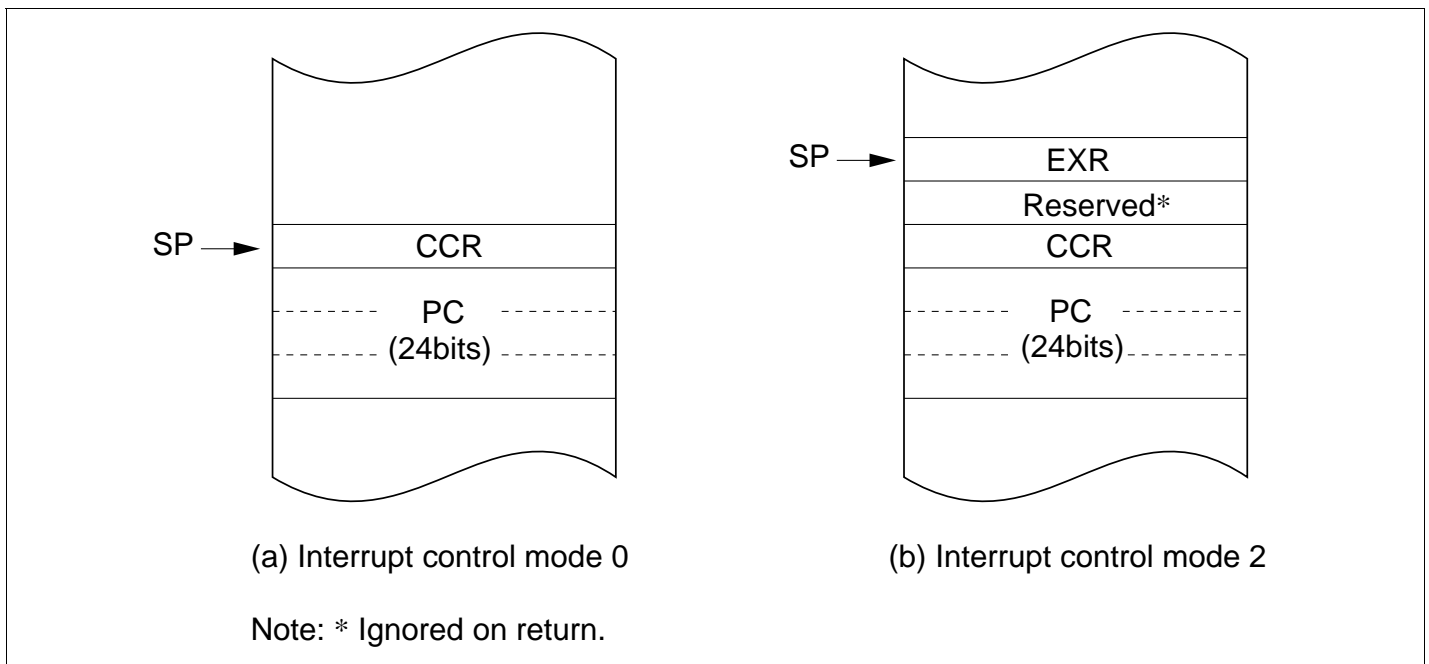 SP
CCR
PC
(24bits)
(a) Interrupt control mode 0
SP
EXR
Reserved*
CCR
PC
(24bits)
(b) Interrupt control mode 2
Note: * Ignored on return.